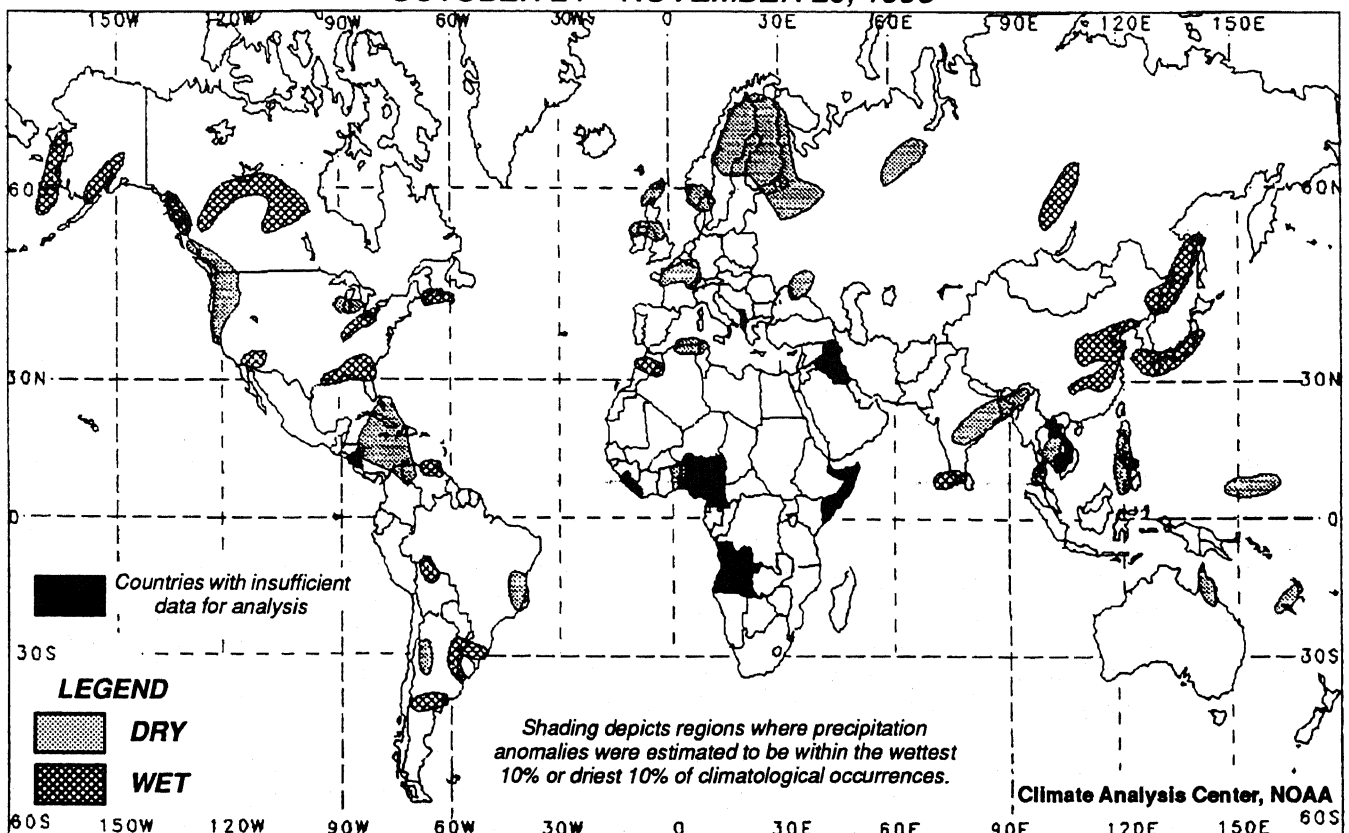 150W 120W 90W 60W 30W 0 30E 60E 90E 120E 150E
60N 60N
30N 30N
0 0
Countries with insufficient
data for analysis
30S 30S
LEGEND
DRY
WET
Shading depicts regions where precipitation
anomalies were estimated to be within the wettest
10% or driest 10% of climatological occurrences.
Climate Analysis Center, NOAA
60S 150W 120W 90W 60W 30W 0 30E 60E 90E 120E 150E 60S